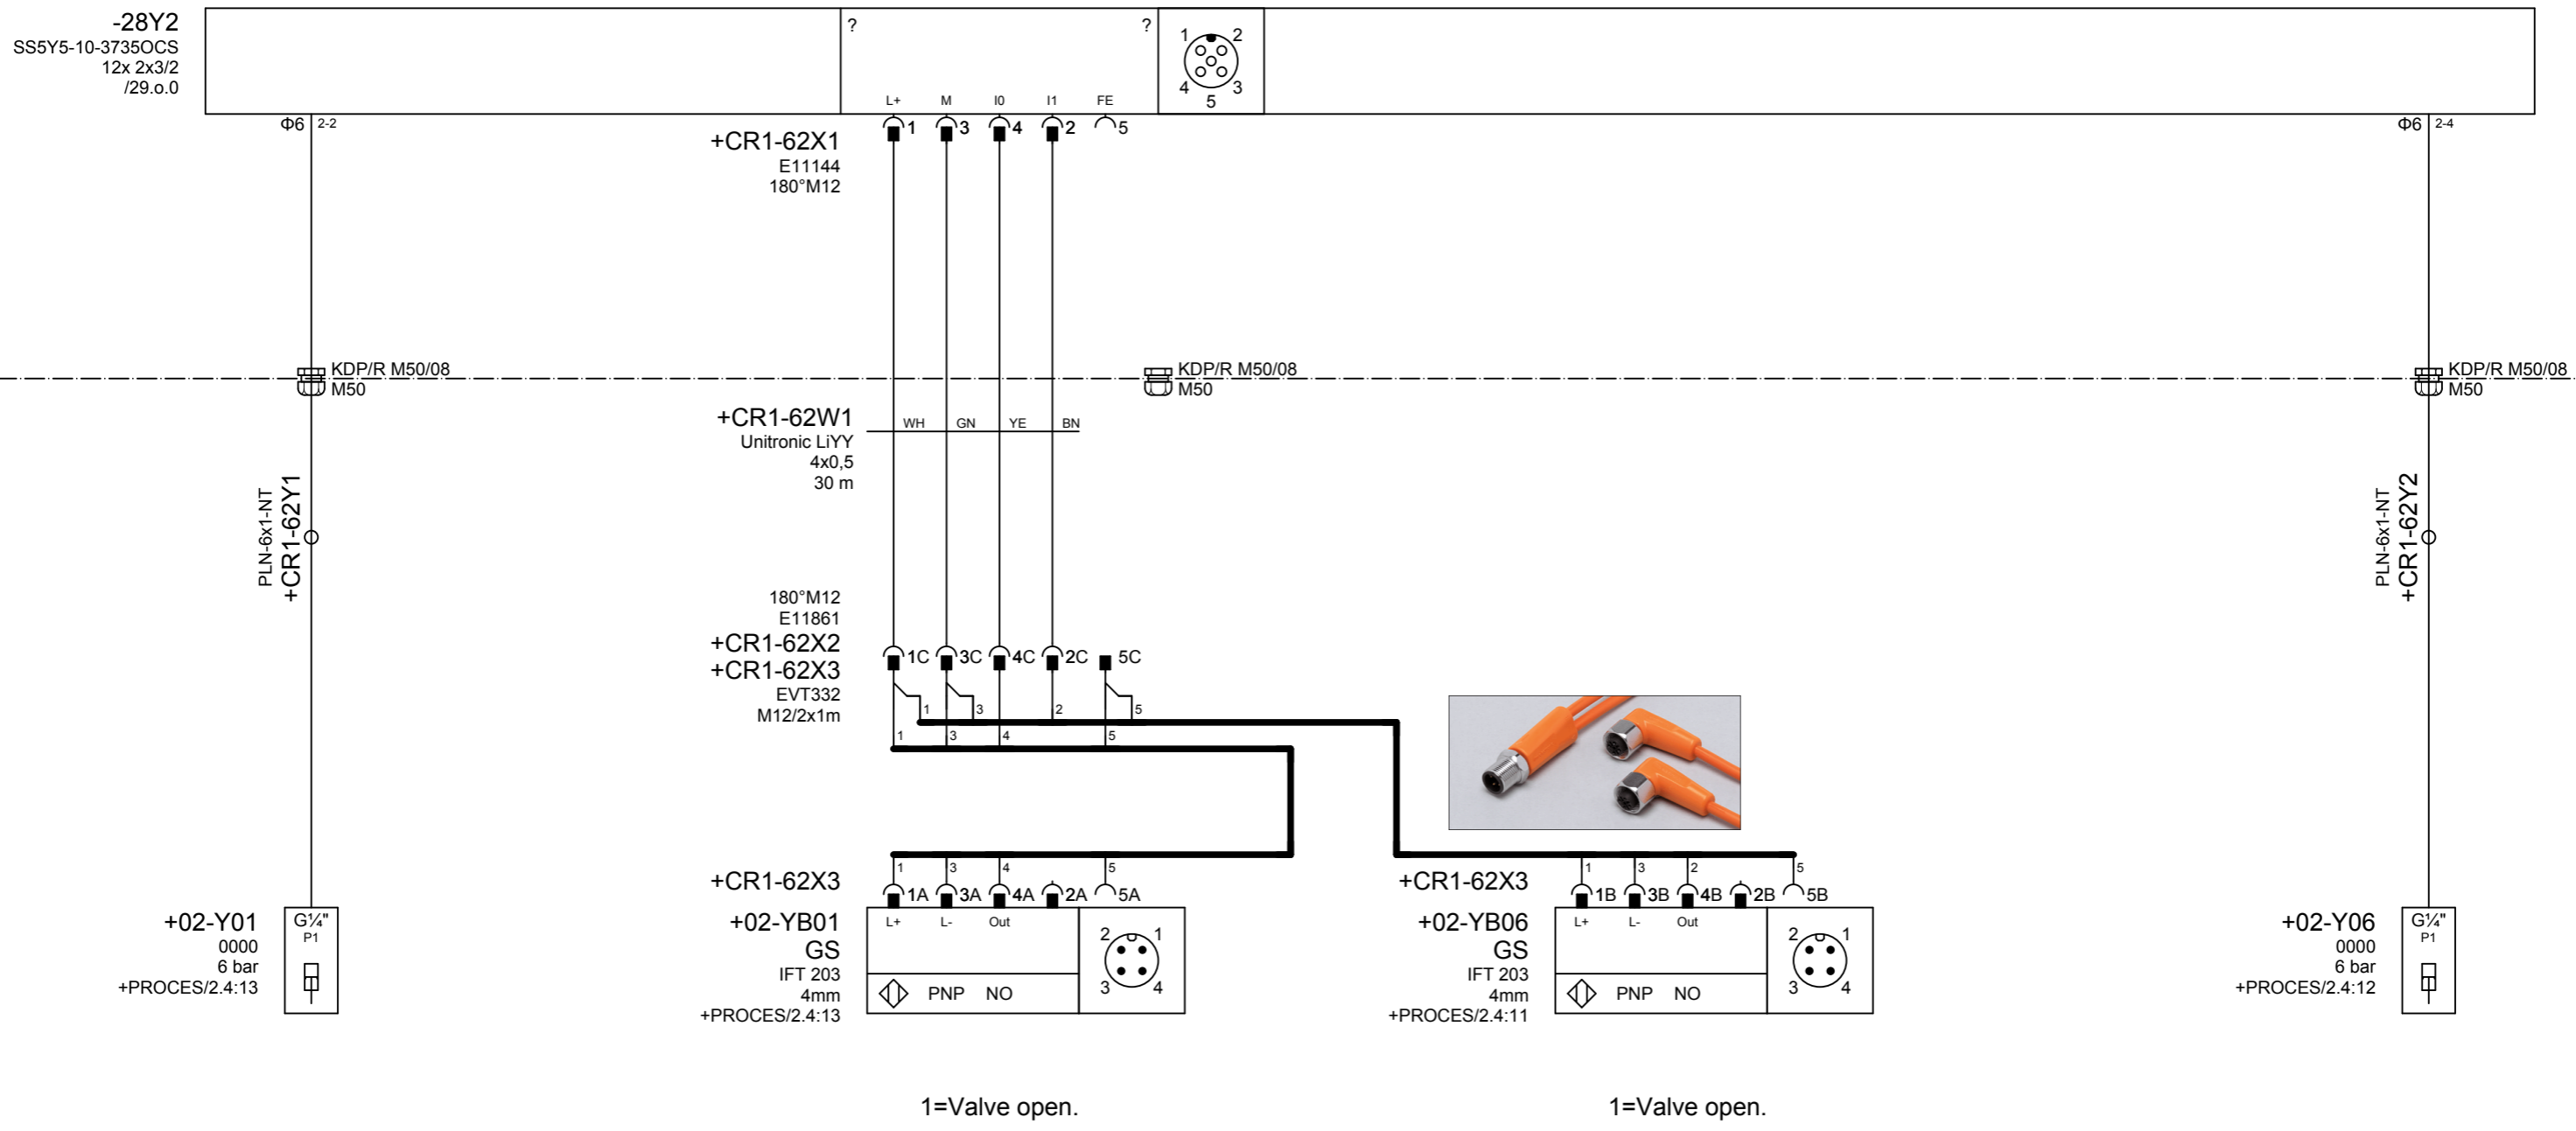 -28Y2
SS5Y5-10-3735OCS
12x 2x3/2
/29.o.0
?
?
1
2
4
3
5
L+
M
I0
I1
FE
Φ6
2-2
1
3
4
2
5
Φ6
2-4
+CR1-62X1
E11144
180°M12
KDP/R M50/08
M50
KDP/R M50/08
M50
KDP/R M50/08
M50
+CR1-62W1
Unitronic LiYY
4x0,5
30 m
WH
GN
YE
BN
PLN-6x1-NT
+CR1-62Y1
PLN-6x1-NT
+CR1-62Y2
180°M12
E11861
+CR1-62X2
+CR1-62X3
EVT332
M12/2x1m
1C
3C
4C
2C
5C
1
3
2
5
1
3
4
5
+CR1-62X3
1
3
4
5
1A
3A
4A
2A
5A
+CR1-62X3
1
3
2
5
1B
3B
4B
2B
5B
+02-Y01
0000
6 bar
+PROCES/2.4:13
G¼"
P1
+02-YB01
GS
IFT 203
4mm
+PROCES/2.4:13
L+
L-
Out
PNP NO
2
1
3
4
+02-YB06
GS
IFT 203
4mm
+PROCES/2.4:11
L+
L-
Out
PNP NO
2
1
3
4
+02-Y06
0000
6 bar
+PROCES/2.4:12
G¼"
P1
1=Valve open.
1=Valve open.